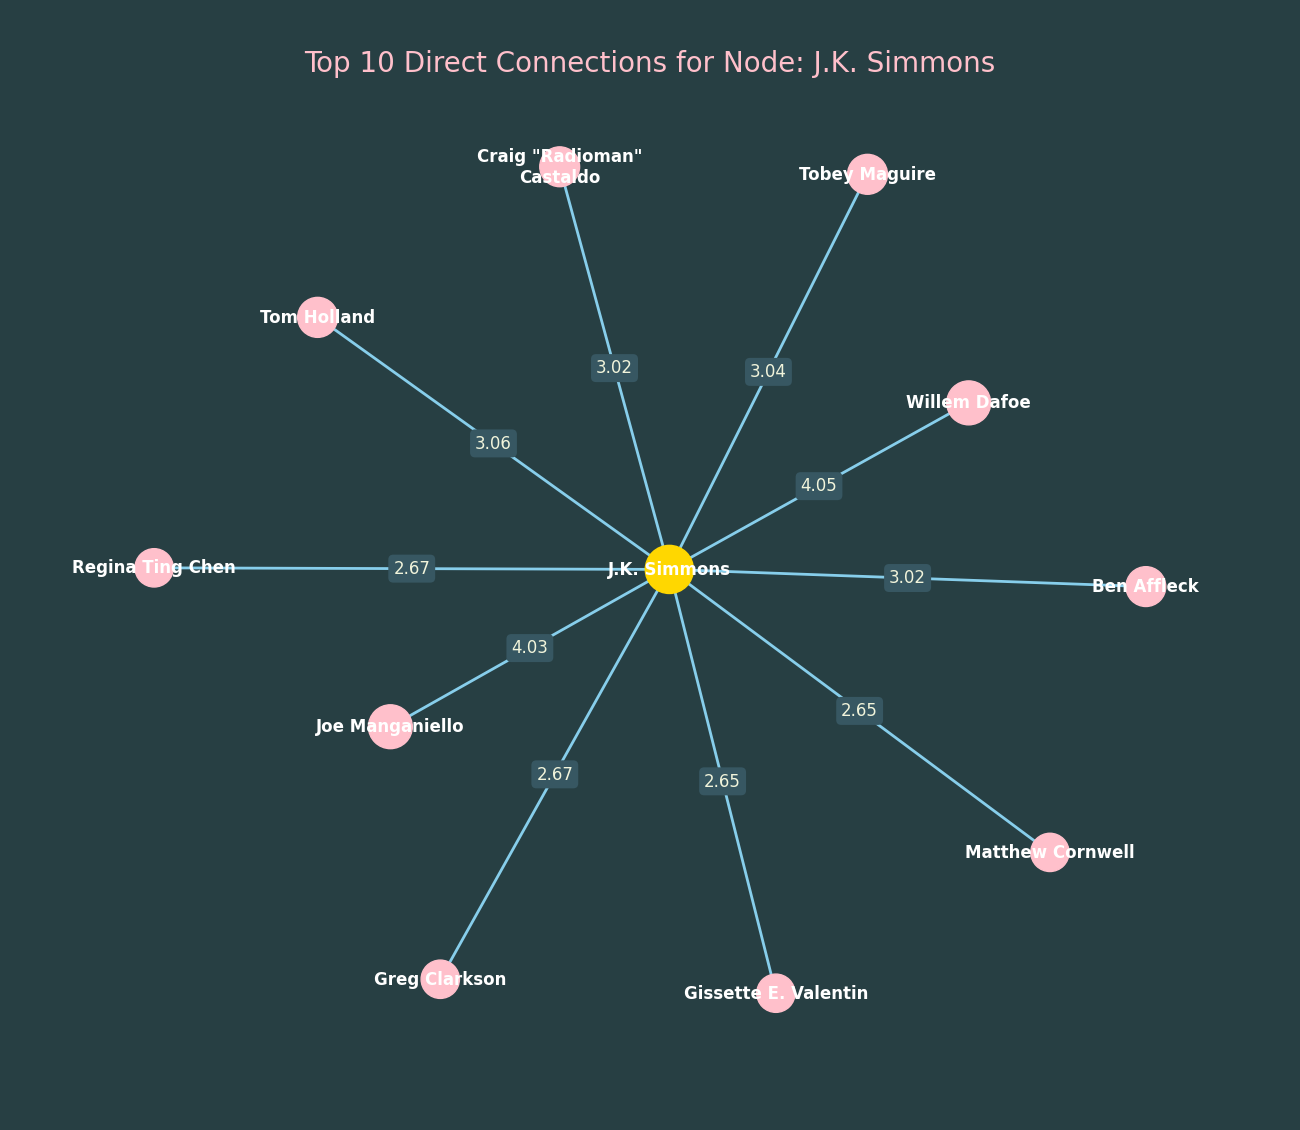 Top 10 Direct Connections for Node: J.K. Simmons
Craig "Radioman"
Castaldo
Tobey Maguire
Tom Holland
3.02
3.04
Willem Dafoe
3.06
4.05
Regina Ting Chen
2.67
J.K. Simmons
3.02
Ben Affleck
4.03
2.65
Joe Manganiello
2.67
2.65
Matthew Cornwell
Greg Clarkson
Gissette E. Valentin